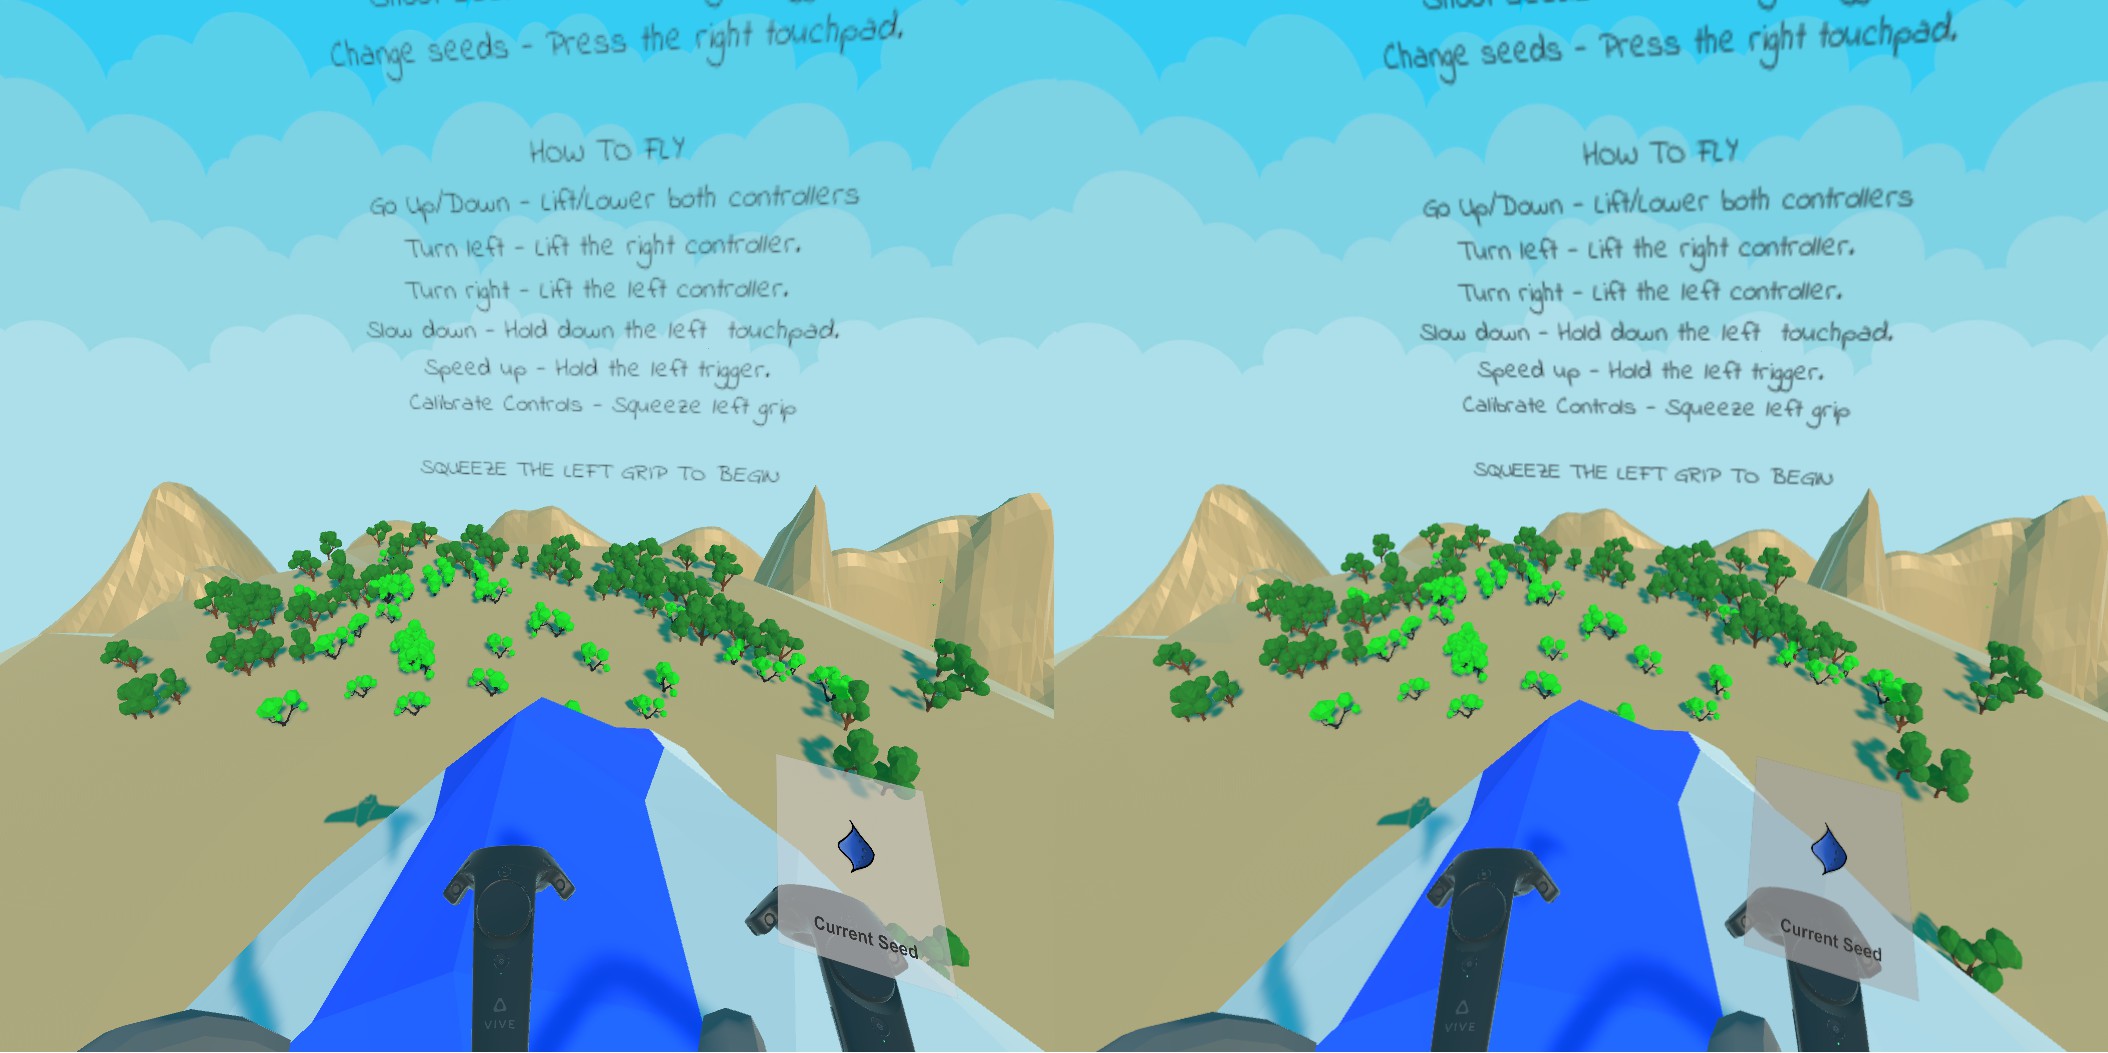 Change seeds - Press the right touchpad.
HOW TO FLY
Go Up/Down - Lift/Lower both controllers
Turn left - Lift the right controller.
Turn right - Lift the left controller.
Slow down - Hold down the left touchpad.
Speed up - Hold the left trigger.
Calibrate Controls - Squeeze left grip
SQUEEZE THE LEFT GRIP TO BEGIN
Current Seed
VIVE
Change seeds - Press the right touchpad.
HOW TO FLY
Go Up/Down - Lift/Lower both controllers
Turn left - Lift the right controller.
Turn right - Lift the left controller.
Slow down - Hold down the left touchpad.
Speed up - Hold the left trigger.
Calibrate Controls - Squeeze left grip
SQUEEZE THE LEFT GRIP TO BEGIN
Current Seed
VIVE